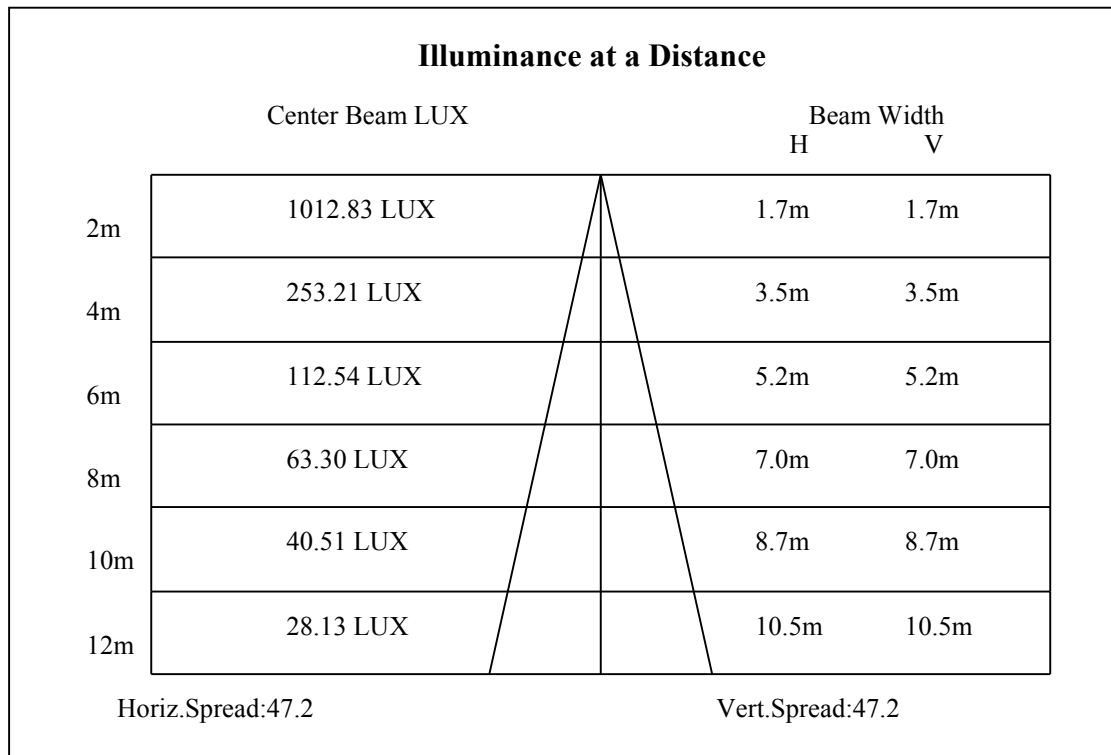 Illuminance at a Distance
Center Beam LUX Beam Width
H V
2m 1012.83 LUX 1.7m 1.7m
4m 253.21 LUX 3.5m 3.5m
6m 112.54 LUX 5.2m 5.2m
8m 63.30 LUX 7.0m 7.0m
10m 40.51 LUX 8.7m 8.7m
12m 28.13 LUX 10.5m 10.5m
Horiz.Spread:47.2 Vert.Spread:47.2